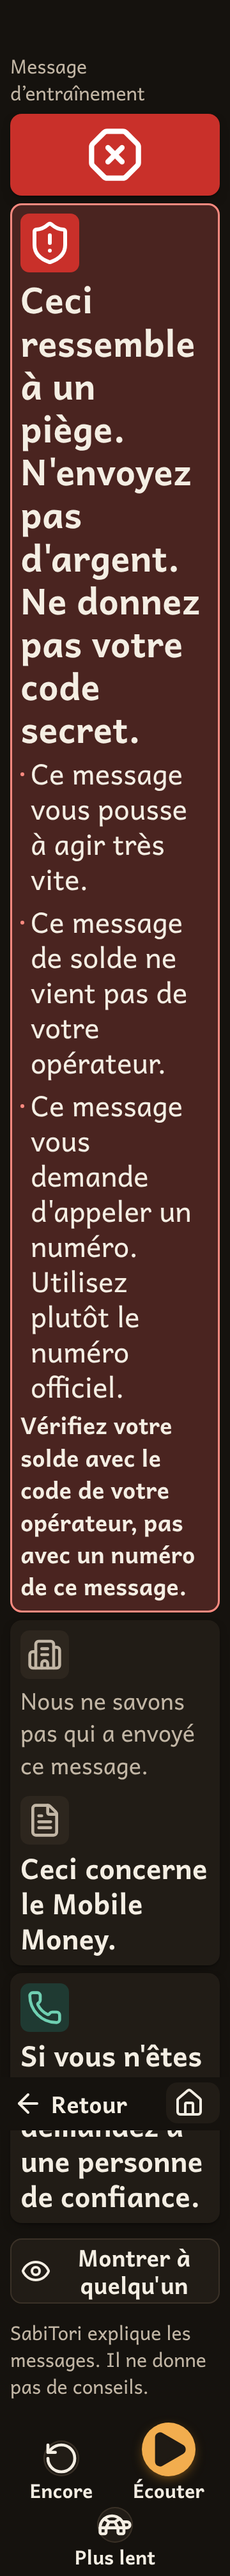 Message
d’entraînement
Ceci
ressemble
à un
piège.
N'envoyez
pas
d'argent.
Ne donnez
pas votre
code
secret.
· Ce message
vous pousse
à agir très
vite.
· Ce message
de solde ne
vient pas de
votre
opérateur.
· Ce message
vous
demande
d'appeler un
numéro.
Utilisez
plutôt le
numéro
officiel.
Vérifiez votre
solde avec le
code de votre
opérateur, pas
avec un numéro
de ce message.
Nous ne savons
pas qui a envoyé
ce message.
Ceci concerne
le Mobile
Money.
Si vous n'êtes
Retour
demandez à
une personne
de confiance.
Montrer à
quelqu'un
SabiTori explique les
messages. Il ne donne
pas de conseils.
Encore
Écouter
Plus lent